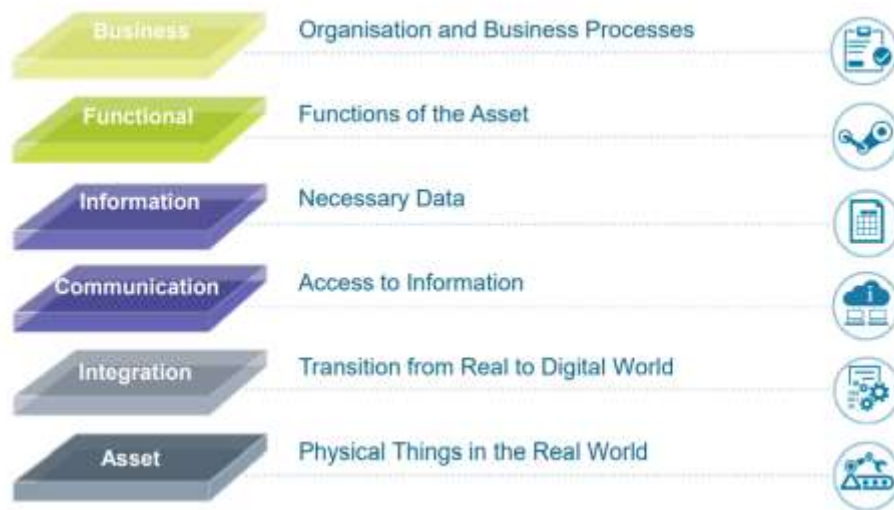 Business
Organisation and Business Processes
Functional
Functions of the Asset
Information
Necessary Data
Communication
Access to Information
i
Integration
Transition from Real to Digital World
Asset
Physical Things in the Real World